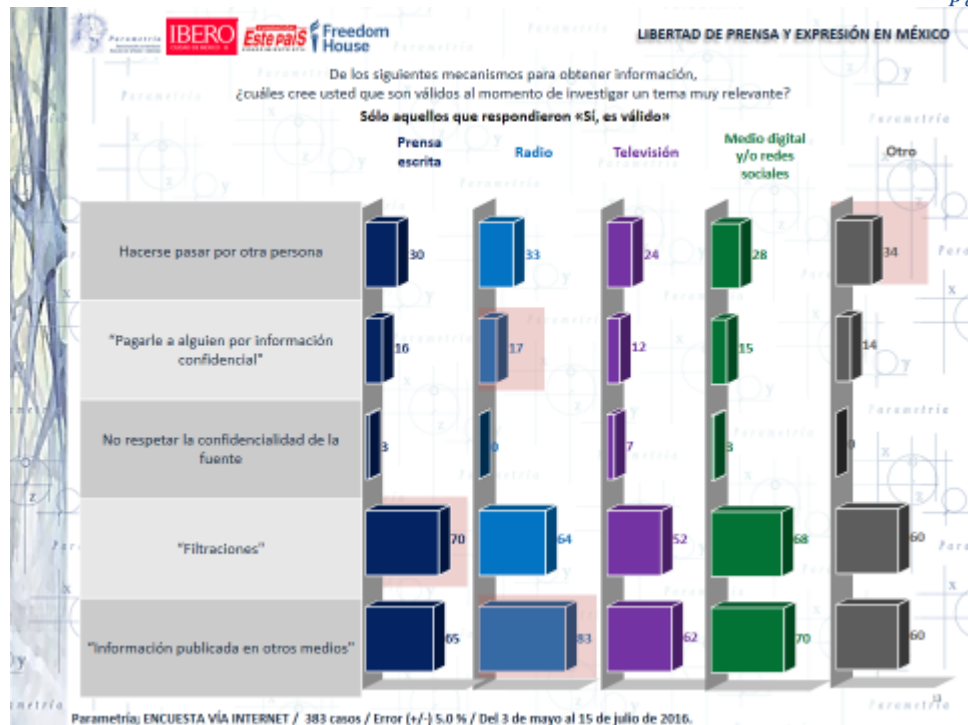 Parametría
IBERO
CIUDAD DE MÉXICO
Este país
Freedom
House
LIBERTAD DE PRENSA Y EXPRESIÓN EN MÉXICO
De los siguientes mecanismos para obtener información,
¿cuáles cree usted que son válidos al momento de investigar un tema muy relevante?
Sólo aquellos que respondieron «Sí, es válido»
Prensa
escrita
Radio
Televisión
Medio digital
y/o redes
sociales
Otro
Hacerse pasar por otra persona
30
33
24
28
34
"Pagarle a alguien por información
confidencial"
16
17
12
15
14
No respetar la confidencialidad de la
fuente
3
0
7
3
0
"Filtraciones"
70
64
52
68
60
"Información publicada en otros medios"
65
83
62
70
60
13
Parametría; ENCUESTA VÍA INTERNET / 383 casos / Error (+/-) 5.0 % / Del 3 de mayo al 15 de julio de 2016.